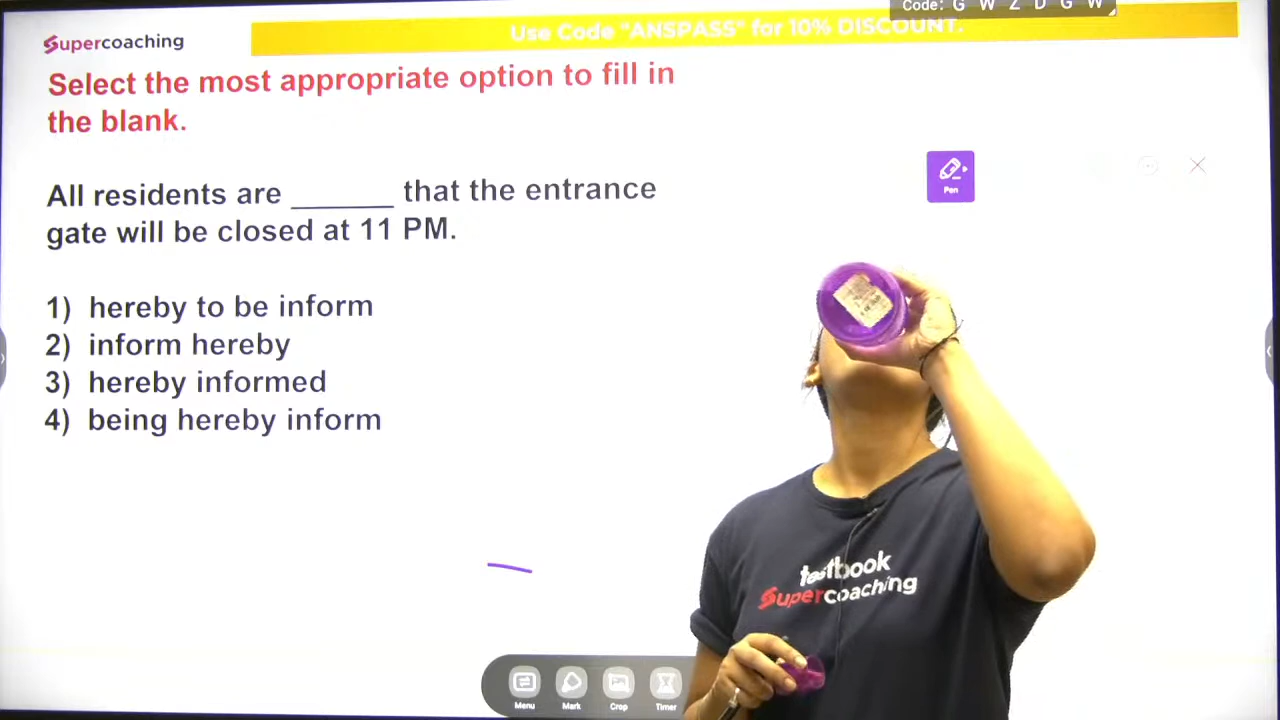 Code: G W Z D G W
Supercoaching
Use Code "ANSPASS" for 10% DISCOUNT.
Select the most appropriate option to fill in
the blank.
All residents are ______ that the entrance
gate will be closed at 11 PM.
1) hereby to be inform
2) inform hereby
3) hereby informed
4) being hereby inform
Pen
testbook
Supercoaching
Menu
Mark
Crop
Timer